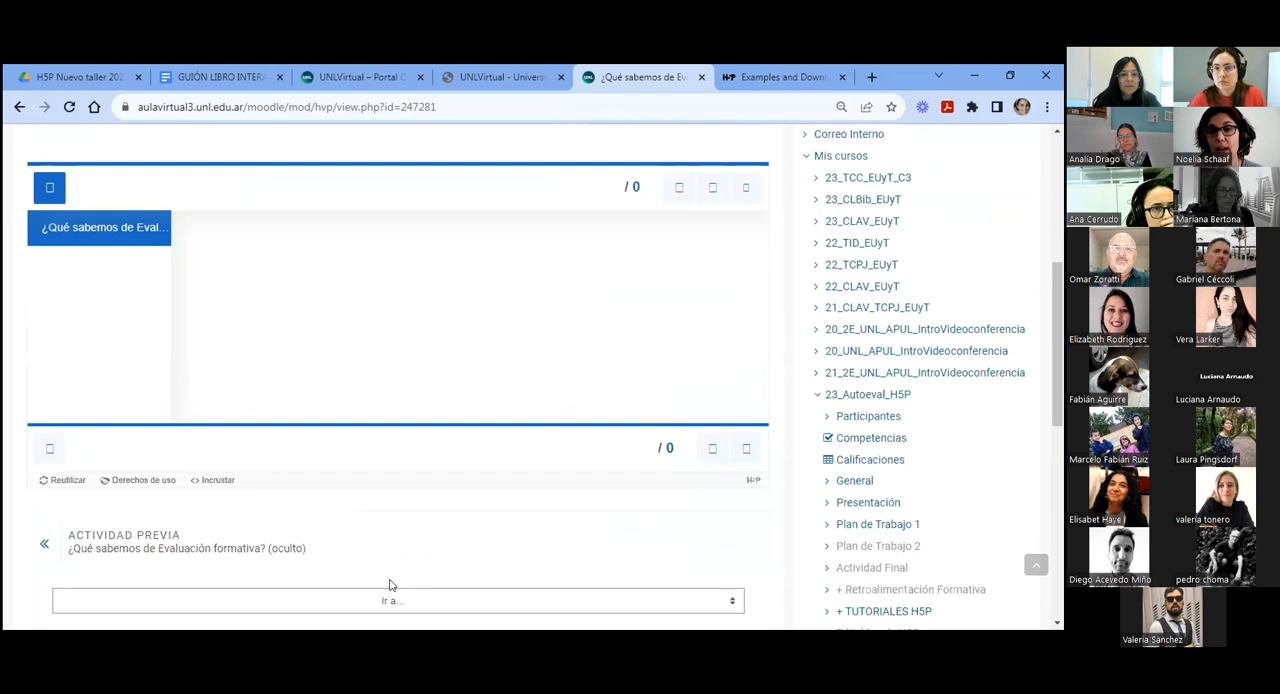 H5P Nuevo taller 202
GUIÓN LIBRO INTERA
UNLVirtual – Portal C
UNLVirtual - Univers
¿Qué sabemos de Eva
H-P Examples and Down
aulavirtual3.unl.edu.ar/moodle/mod/hvp/view.php?id=247281
/ 0
¿Qué sabemos de Eval...
/ 0
Reutilizar
Derechos de uso
<> Incrustar
H-P
ACTIVIDAD PREVIA
¿Qué sabemos de Evaluación formativa? (oculto)
Ir a...
Correo Interno
Mis cursos
23_TCC_EUyT_C3
23_CLBib_EUyT
23_CLAV_EUyT
22_TID_EUyT
22_TCPJ_EUyT
22_CLAV_EUyT
21_CLAV_TCPJ_EUyT
20_2E_UNL_APUL_IntroVideoconferencia
20_UNL_APUL_IntroVideoconferencia
21_2E_UNL_APUL_IntroVideoconferencia
23_Autoeval_H5P
Participantes
Competencias
Calificaciones
General
Presentación
Plan de Trabajo 1
Plan de Trabajo 2
Actividad Final
+ Retroalimentación Formativa
+ TUTORIALES H5P
Analía Drago
Noelia Schaaf
Ana Cerrudo
Mariana Bertona
Omar Zoratti
Gabriel Céccoli
Elizabeth Rodriguez
Vera Larker
Fabián Aguirre
Luciana Arnaudo
Luciana Arnaudo
Marcelo Fabián Ruiz
Laura Pingsdorf
Elisabet Haye
valeria tonero
Diego Acevedo Miño
pedro choma
Valeria Sanchez